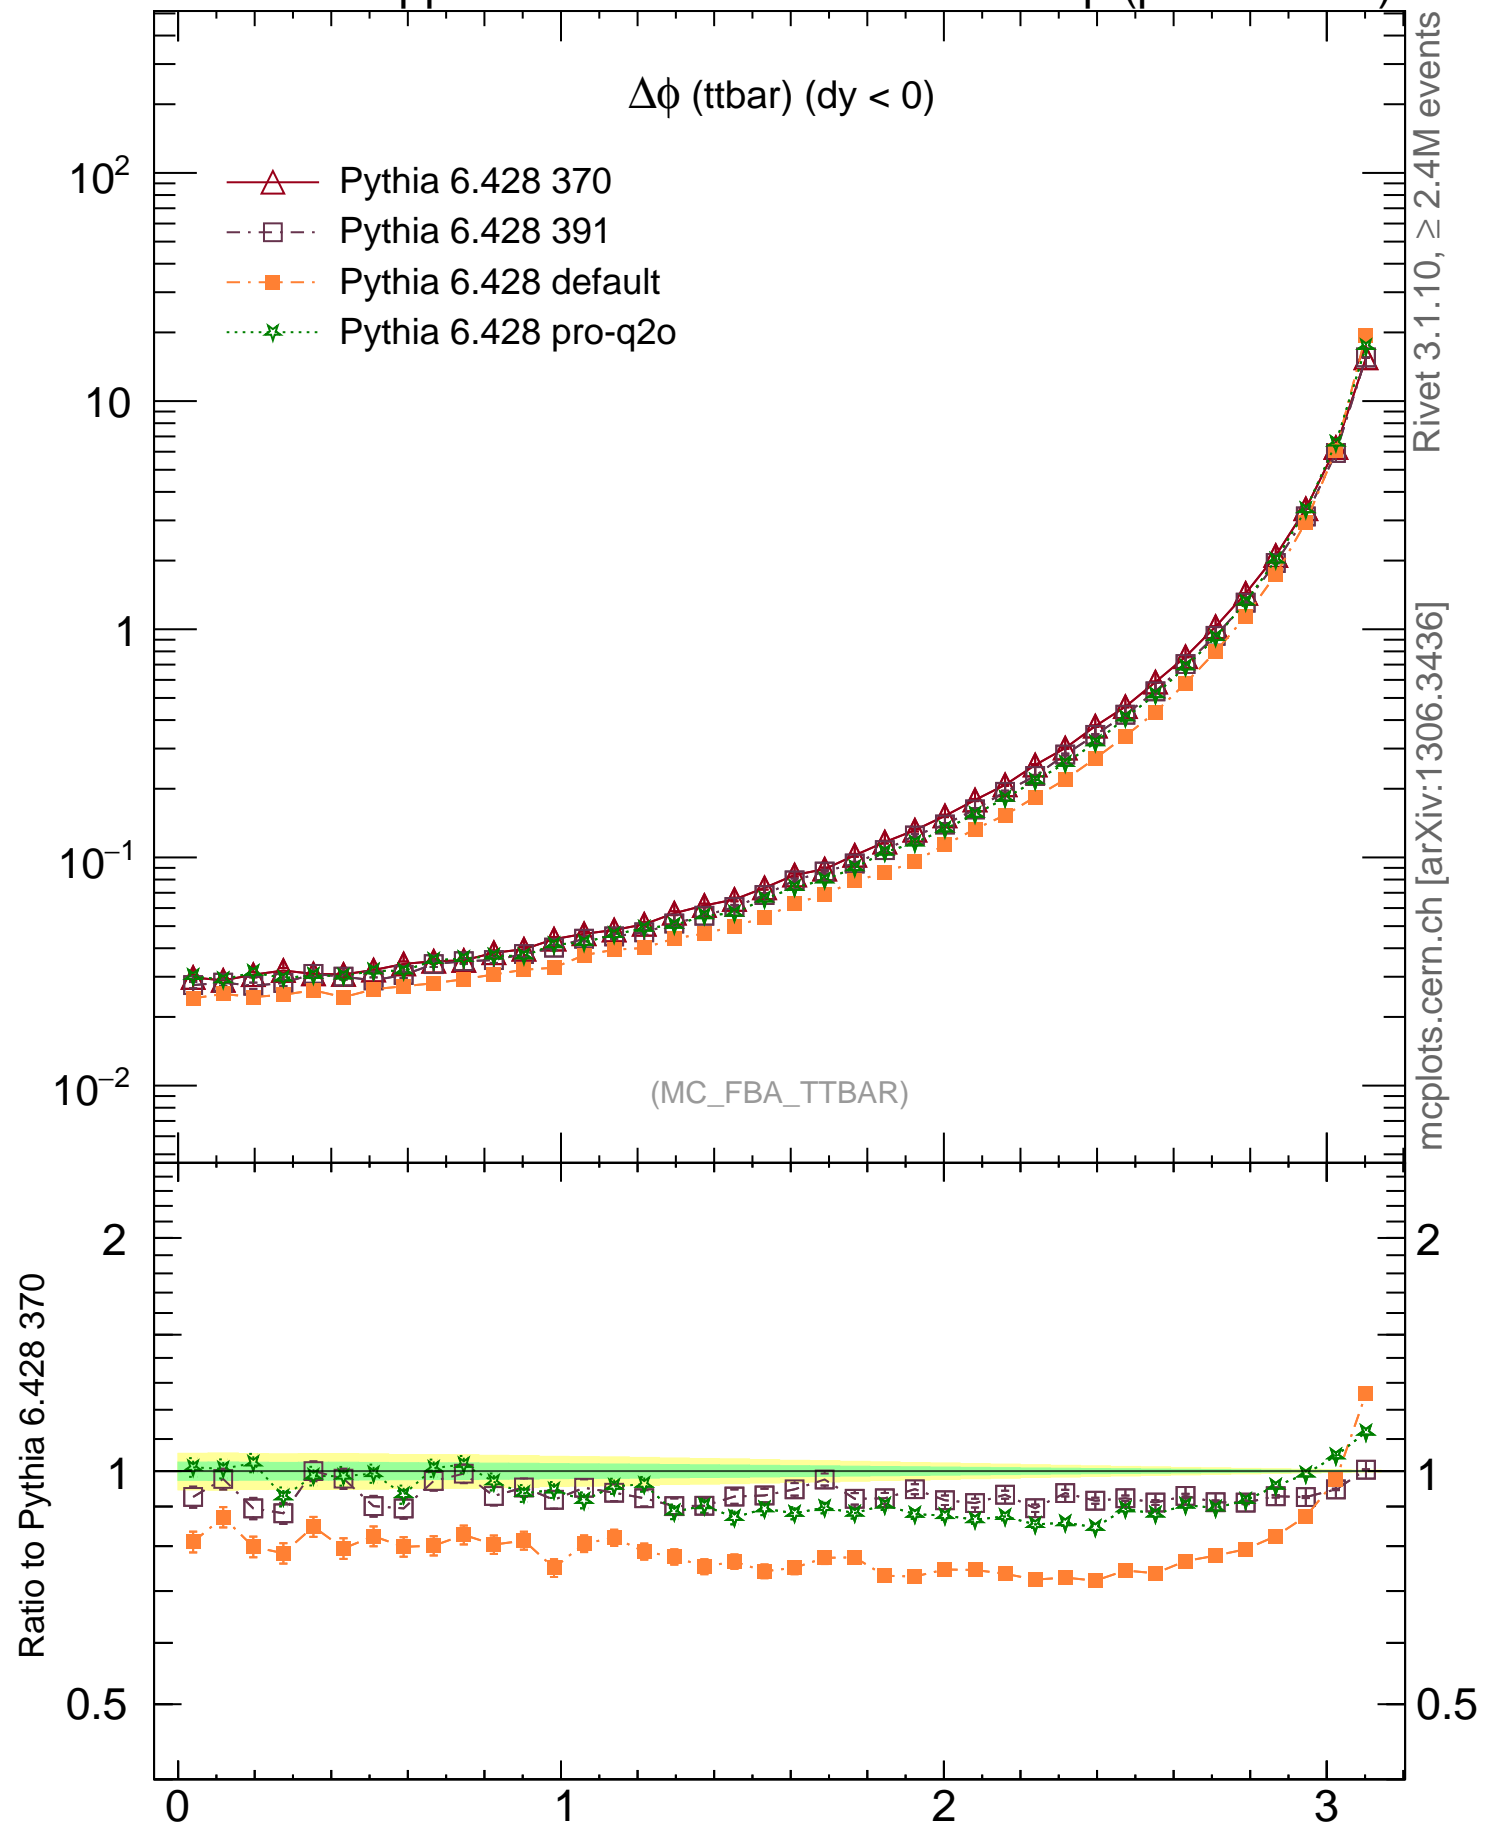 Δϕ (ttbar) (dy < 0)
Pythia 6.428 370
Pythia 6.428 391
Pythia 6.428 default
Pythia 6.428 pro-q2o
10²
10
1
10⁻¹
10⁻²
(MC_FBA_TTBAR)
Rivet 3.1.10, ≥ 2.4M events
mcplots.cern.ch [arXiv:1306.3436]
Ratio to Pythia 6.428 370
2
1
0.5
2
1
0.5
0
1
2
3